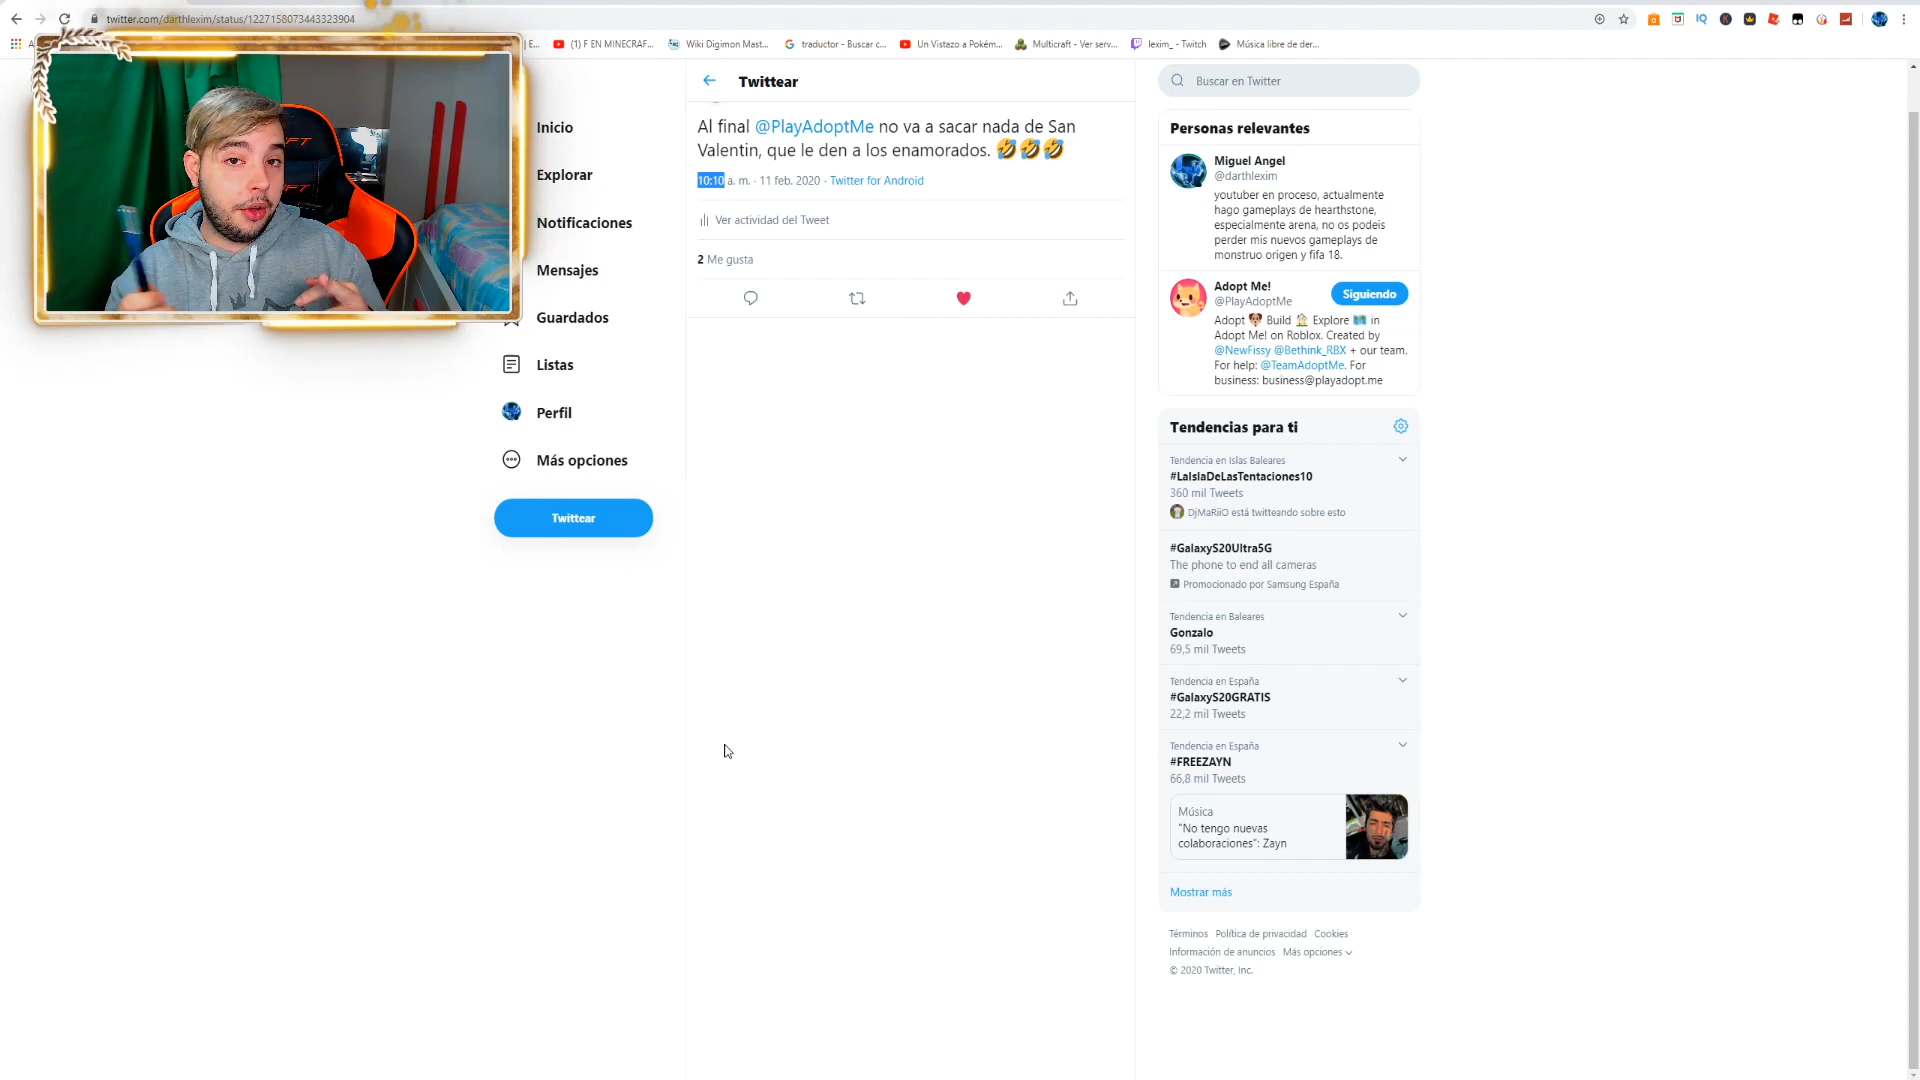 twitter.com/darthlexim/status/1227158073443323904
(1) F EN MINECRAF...
Wiki Digimon Mast...
traductor - Buscar c...
Un Vistazo a Pokém...
Multicraft - Ver serv...
lexim_ - Twitch
Música libre de der...
Inicio
Explorar
Notificaciones
Mensajes
Guardados
Listas
Perfil
Más opciones
Twittear
Twittear
Al final @PlayAdoptMe no va a sacar nada de San
Valentin, que le den a los enamorados. 🤣🤣🤣
10:10 a. m. · 11 feb. 2020 · Twitter for Android
Ver actividad del Tweet
2 Me gusta
Buscar en Twitter
Personas relevantes
Miguel Angel
@darthlexim
youtuber en proceso, actualmente
hago gameplays de hearthstone,
especialmente arena, no os podeis
perder mis nuevos gameplays de
monstruo origen y fifa 18.
Adopt Me!
@PlayAdoptMe
Siguiendo
Adopt 🐶 Build 🏠 Explore 🗺️ in
Adopt Me! on Roblox. Created by
@NewFissy @Bethink_RBX + our team.
For help: @TeamAdoptMe. For
business: business@playadopt.me
Tendencias para ti
Tendencia en Islas Baleares
#LaIslaDeLasTentaciones10
360 mil Tweets
DjMaRiiO está twitteando sobre esto
#GalaxyS20Ultra5G
The phone to end all cameras
Promocionado por Samsung España
Tendencia en Baleares
Gonzalo
69,5 mil Tweets
Tendencia en España
#GalaxyS20GRATIS
22,2 mil Tweets
Tendencia en España
#FREEZAYN
66,8 mil Tweets
Música
"No tengo nuevas
colaboraciones": Zayn
Mostrar más
Términos Política de privacidad Cookies
Información de anuncios Más opciones
© 2020 Twitter, Inc.